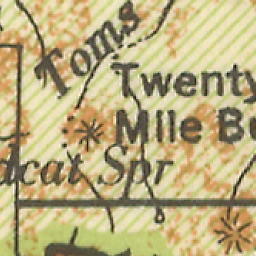 Toms
Twenty
Mile Bu
dcat Spr